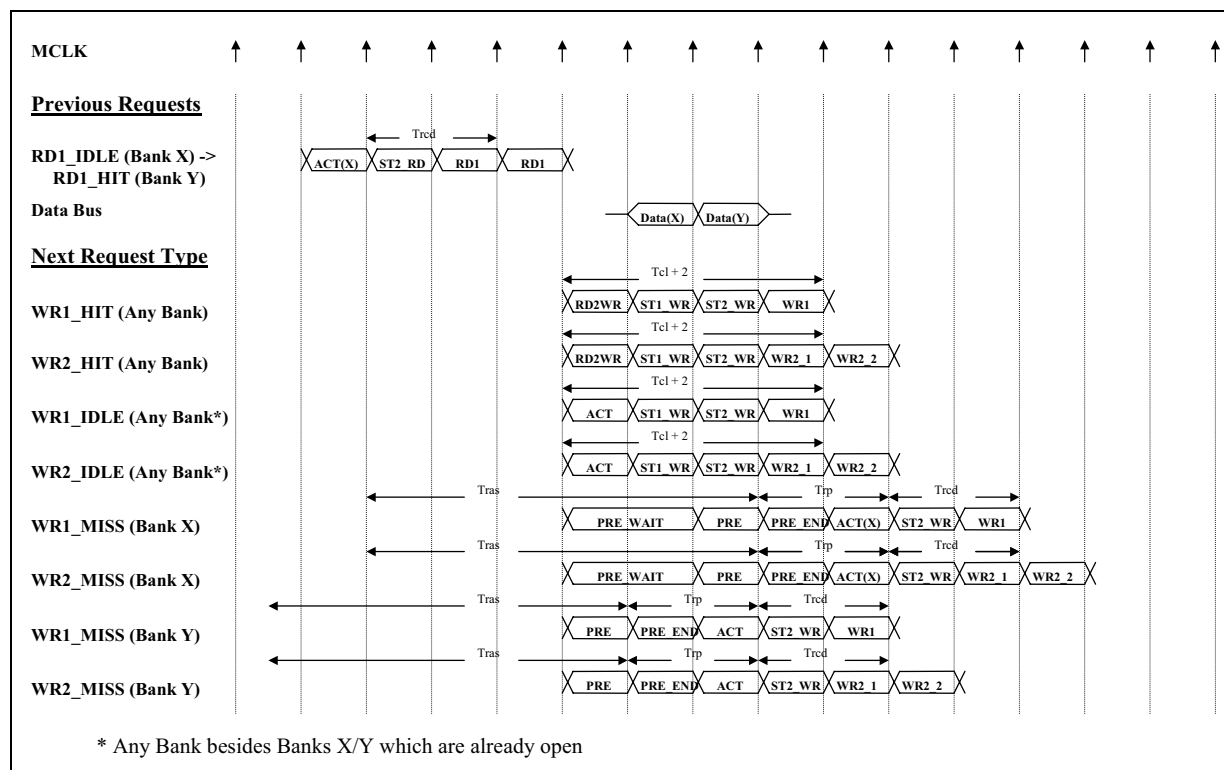 MCLK
Previous Requests
Trcd
RD1_IDLE (Bank X) ->
RD1_HIT (Bank Y)
ACT(X) ST2_RD RD1 RD1
Data Bus
Data(X) Data(Y)
Next Request Type
Tcl + 2
WR1_HIT (Any Bank)
RD2WR ST1_WR ST2_WR WR1
Tcl + 2
WR2_HIT (Any Bank)
RD2WR ST1_WR ST2_WR WR2_1 WR2_2
Tcl + 2
WR1_IDLE (Any Bank*)
ACT ST1_WR ST2_WR WR1
Tcl + 2
WR2_IDLE (Any Bank*)
ACT ST1_WR ST2_WR WR2_1 WR2_2
Tras Trp Trcd
WR1_MISS (Bank X)
PRE_WAIT PRE PRE_END ACT(X) ST2_WR WR1
Tras Trp Trcd
WR2_MISS (Bank X)
PRE_WAIT PRE PRE_END ACT(X) ST2_WR WR2_1 WR2_2
Tras Trp Trcd
WR1_MISS (Bank Y)
PRE PRE_END ACT ST2_WR WR1
Tras Trp Trcd
WR2_MISS (Bank Y)
PRE PRE_END ACT ST2_WR WR2_1 WR2_2
* Any Bank besides Banks X/Y which are already open